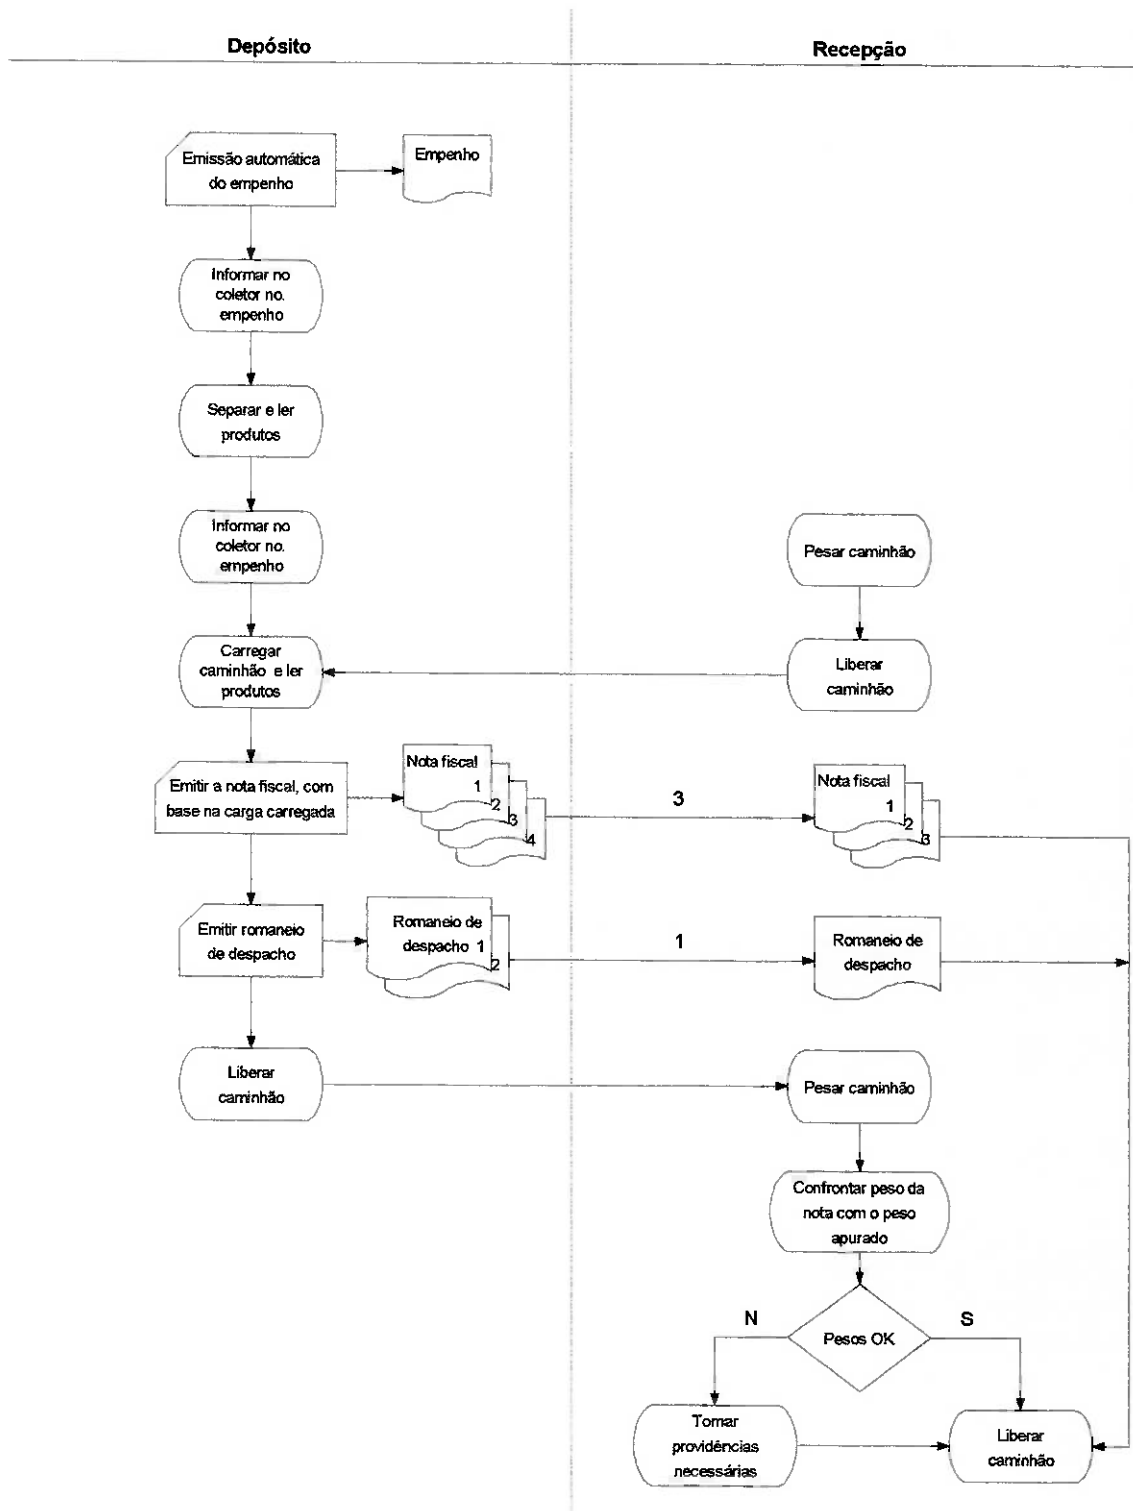 Depósito
Recepção
Emissão automática
do empenho
Empenho
Informar no
coletor no.
empenho
Separar e ler
produtos
Informar no
coletor no.
empenho
Pesar caminhão
Carregar
caminhão e ler
produtos
Liberar
caminhão
Emitir a nota fiscal, com
base na carga carregada
Nota fiscal
1
2
3
4
3
Nota fiscal
1
2
3
Emitir romaneio
de despacho
Romaneio de
despacho 1
2
1
Romaneio de
despacho
Liberar
caminhão
Pesar caminhão
Confrontar peso da
nota com o peso
apurado
N
S
Pesos OK
Tomar
providências
necessárias
Liberar
caminhão